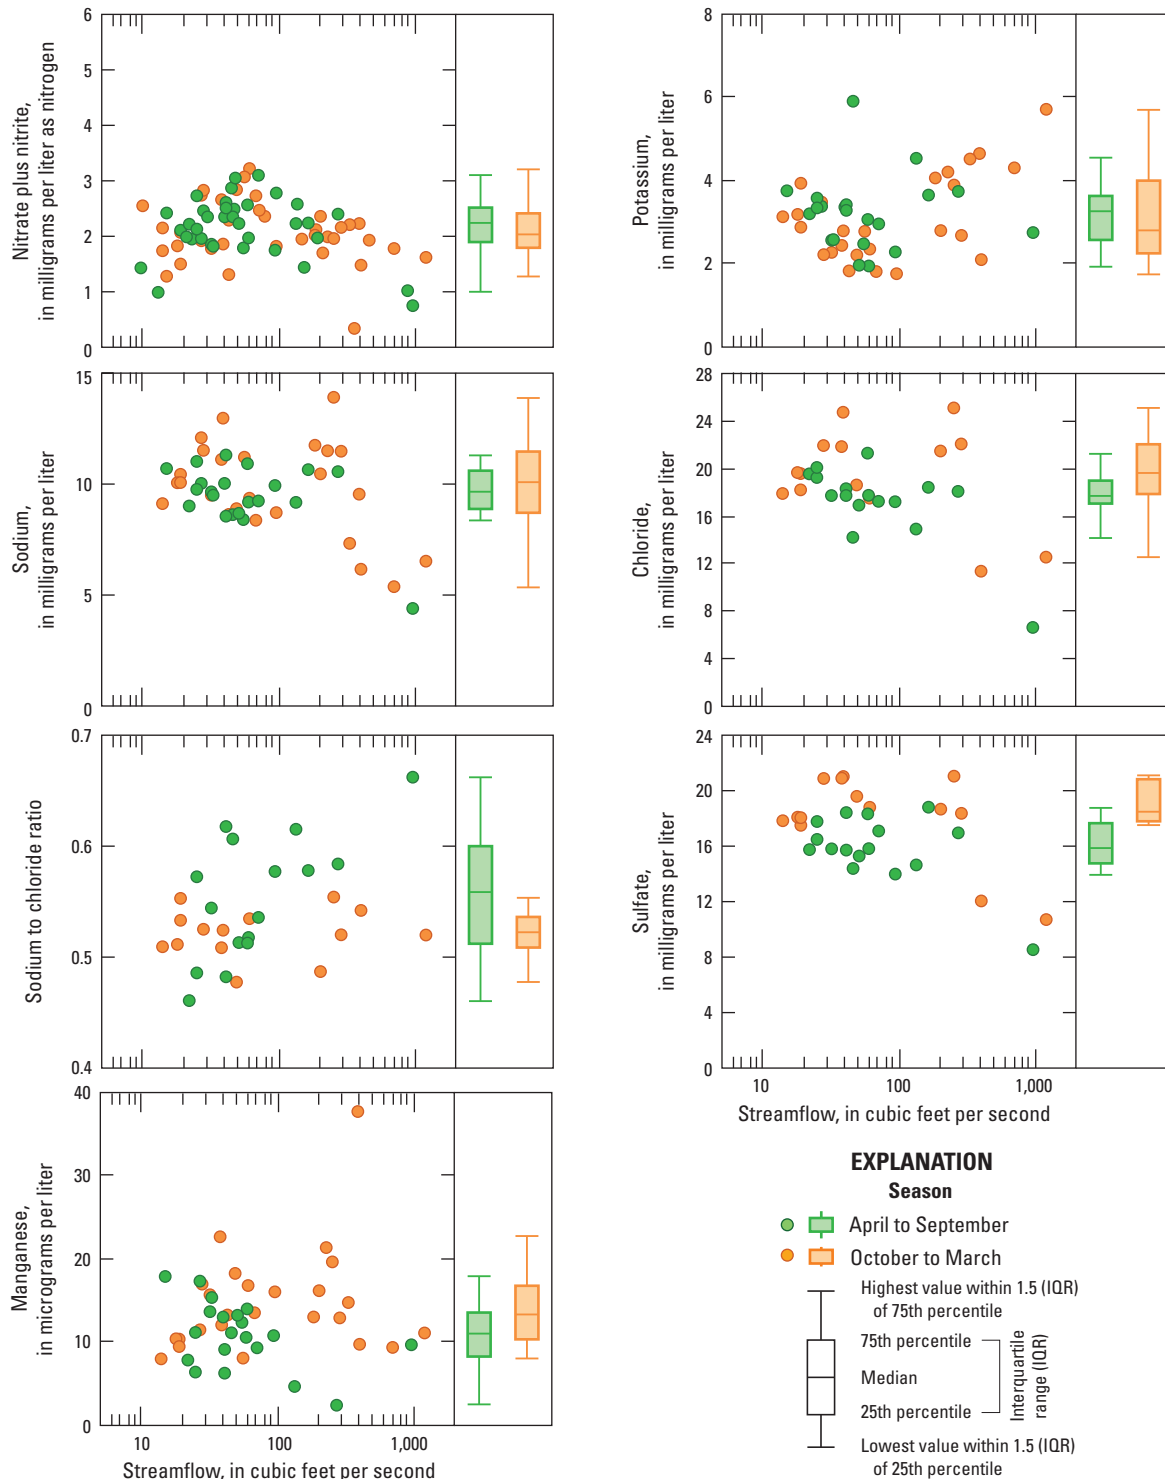 Nitrate plus nitrite,
in milligrams per liter as nitrogen
6
5
4
3
2
1
0
Potassium,
in milligrams per liter
8
6
4
2
0
Sodium,
in milligrams per liter
15
10
5
0
Chloride,
in milligrams per liter
28
24
20
16
12
8
4
0
Sodium to chloride ratio
0.7
0.6
0.5
0.4
Sulfate,
in milligrams per liter
24
20
16
12
8
4
0
10
100
1,000
Streamflow, in cubic feet per second
Manganese,
in micrograms per liter
40
30
20
10
0
10
100
1,000
Streamflow, in cubic feet per second
EXPLANATION
Season
April to September
October to March
Highest value within 1.5 (IQR)
of 75th percentile
75th percentile
Median
25th percentile
Interquartile
range (IQR)
Lowest value within 1.5 (IQR)
of 25th percentile